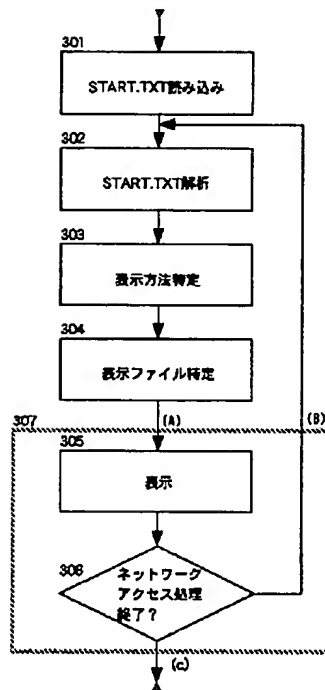 301
START.TXT読み込み
302
START.TXT解析
303
表示方法特定
304
表示ファイル特定
307
(A)
(B)
305
表示
306
ネットワーク
アクセス処理
終了?
(c)